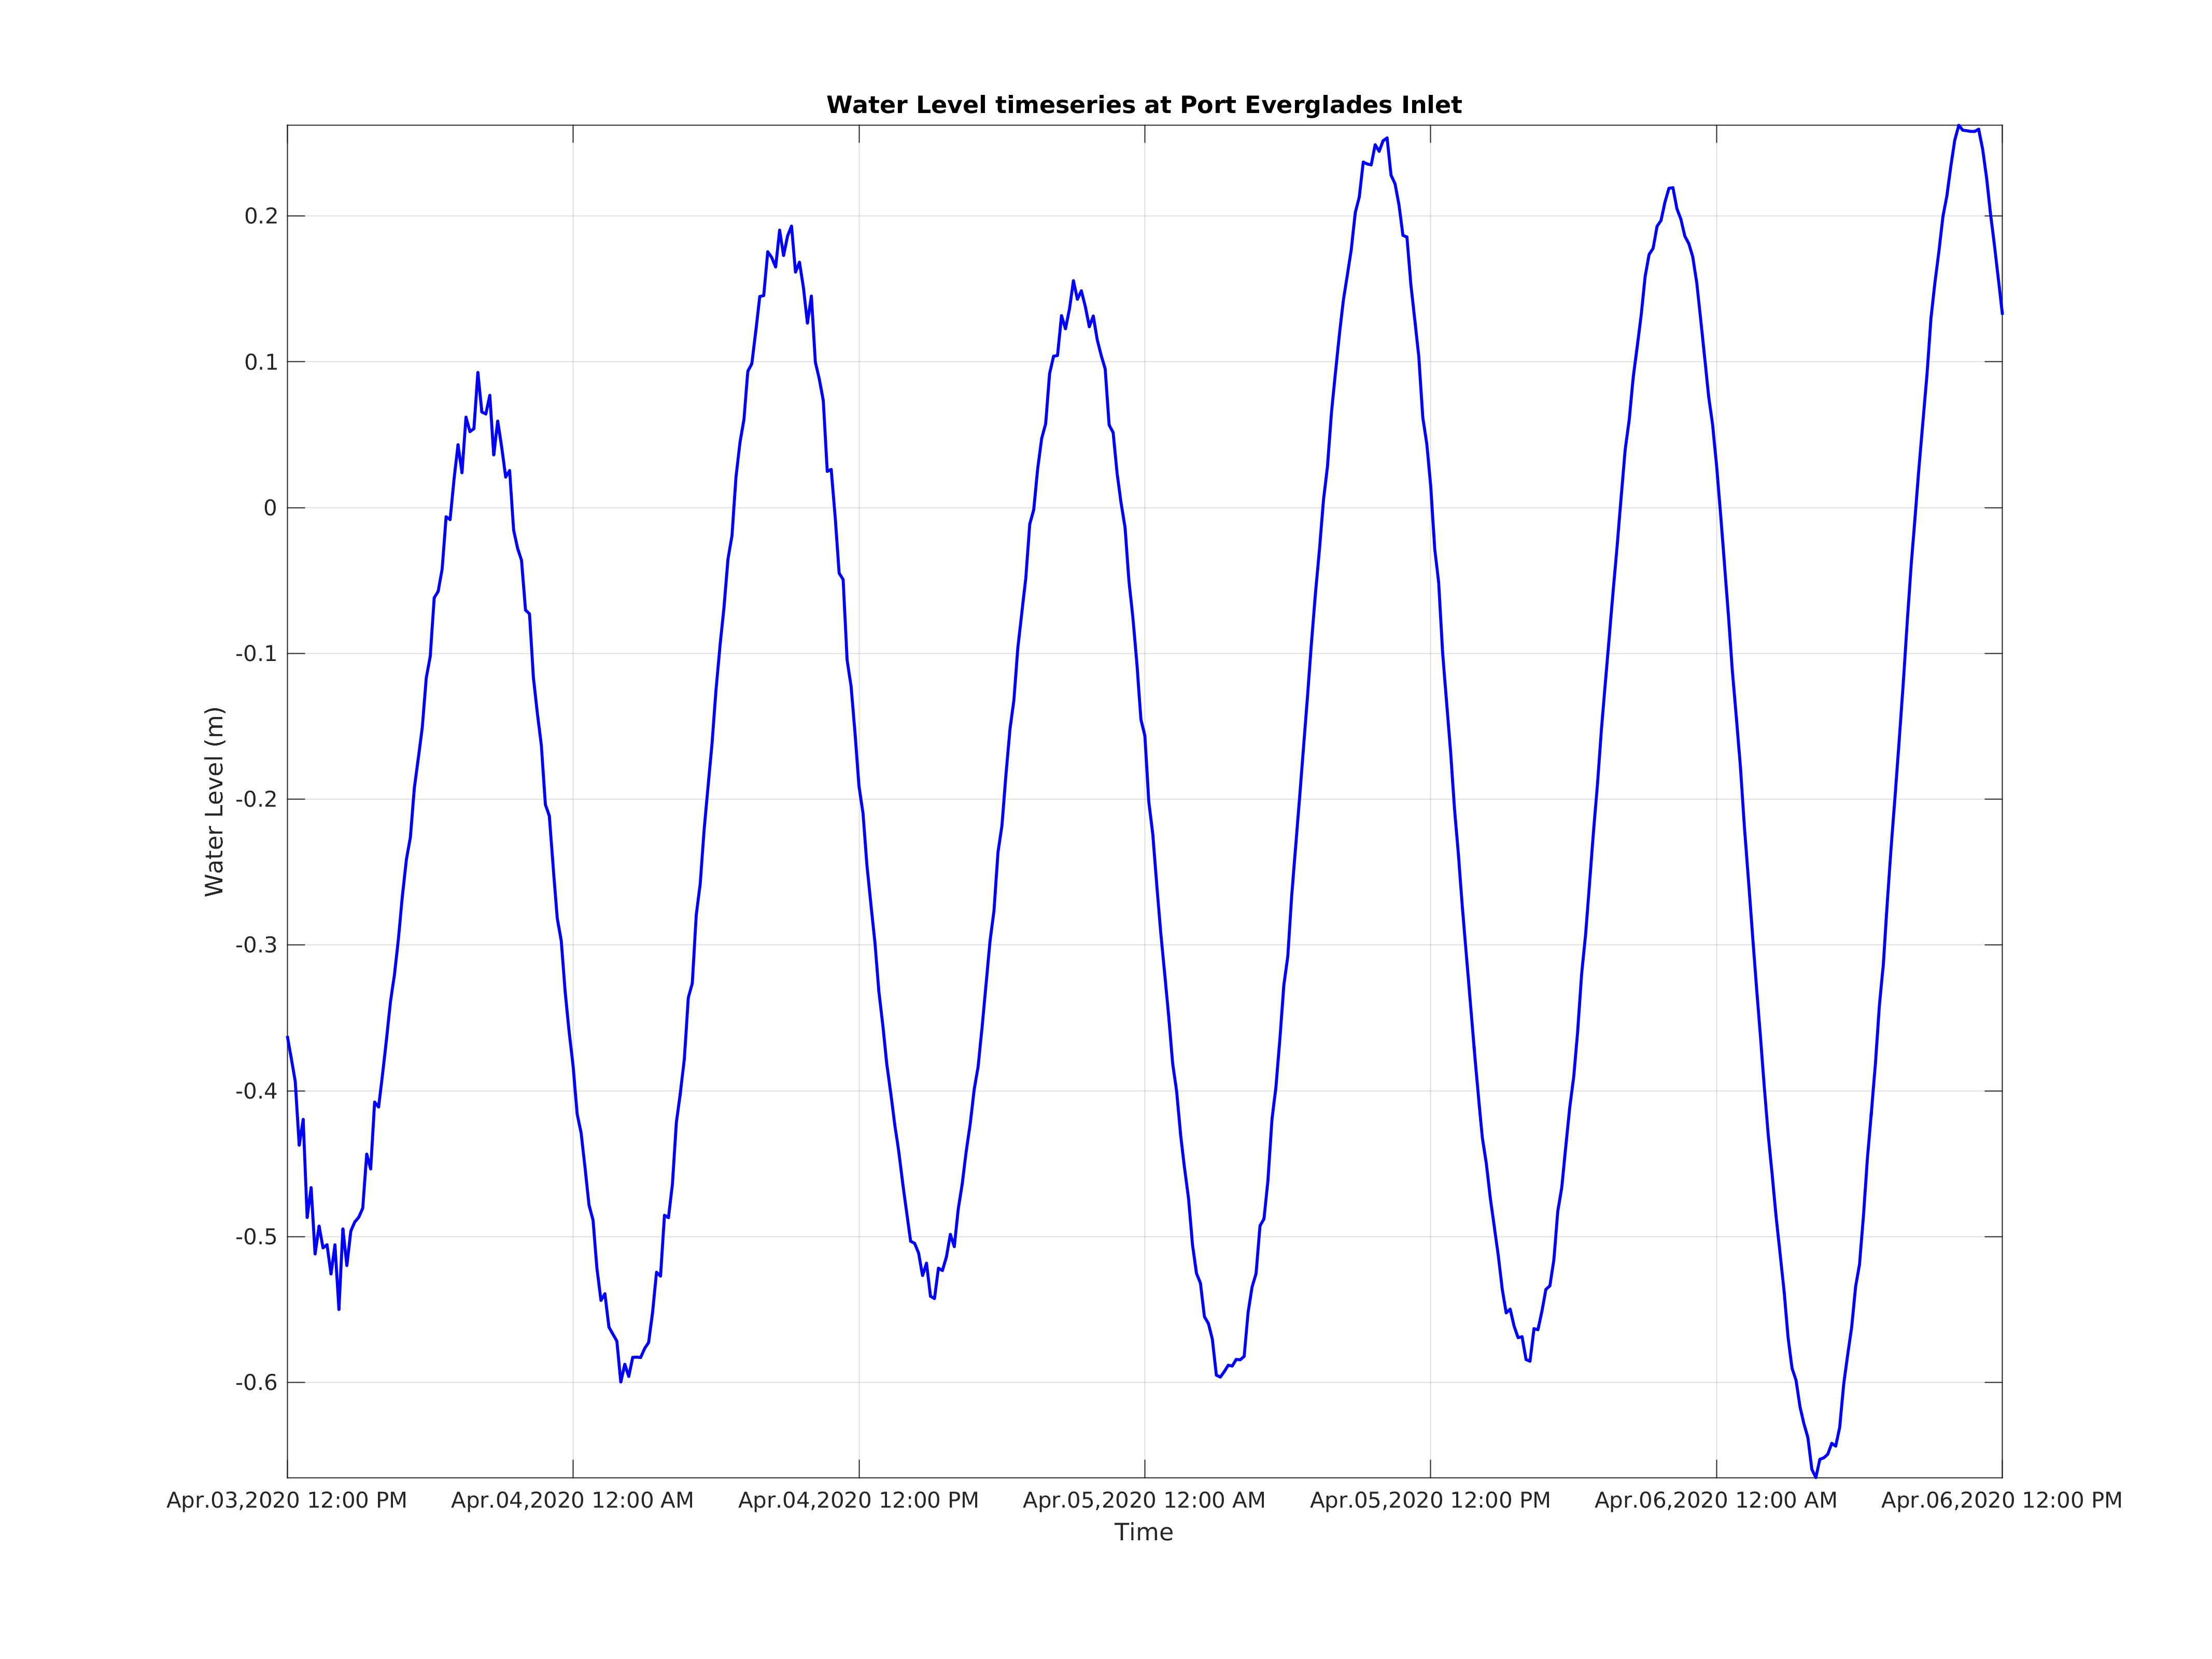 Water Level timeseries at Port Everglades Inlet
0.2
0.1
0
-0.1
-0.2
-0.3
-0.4
-0.5
-0.6
Water Level (m)
Apr.03,2020 12:00 PM Apr.04,2020 12:00 AM Apr.04,2020 12:00 PM Apr.05,2020 12:00 AM Apr.05,2020 12:00 PM Apr.06,2020 12:00 AM Apr.06,2020 12:00 PM
Time